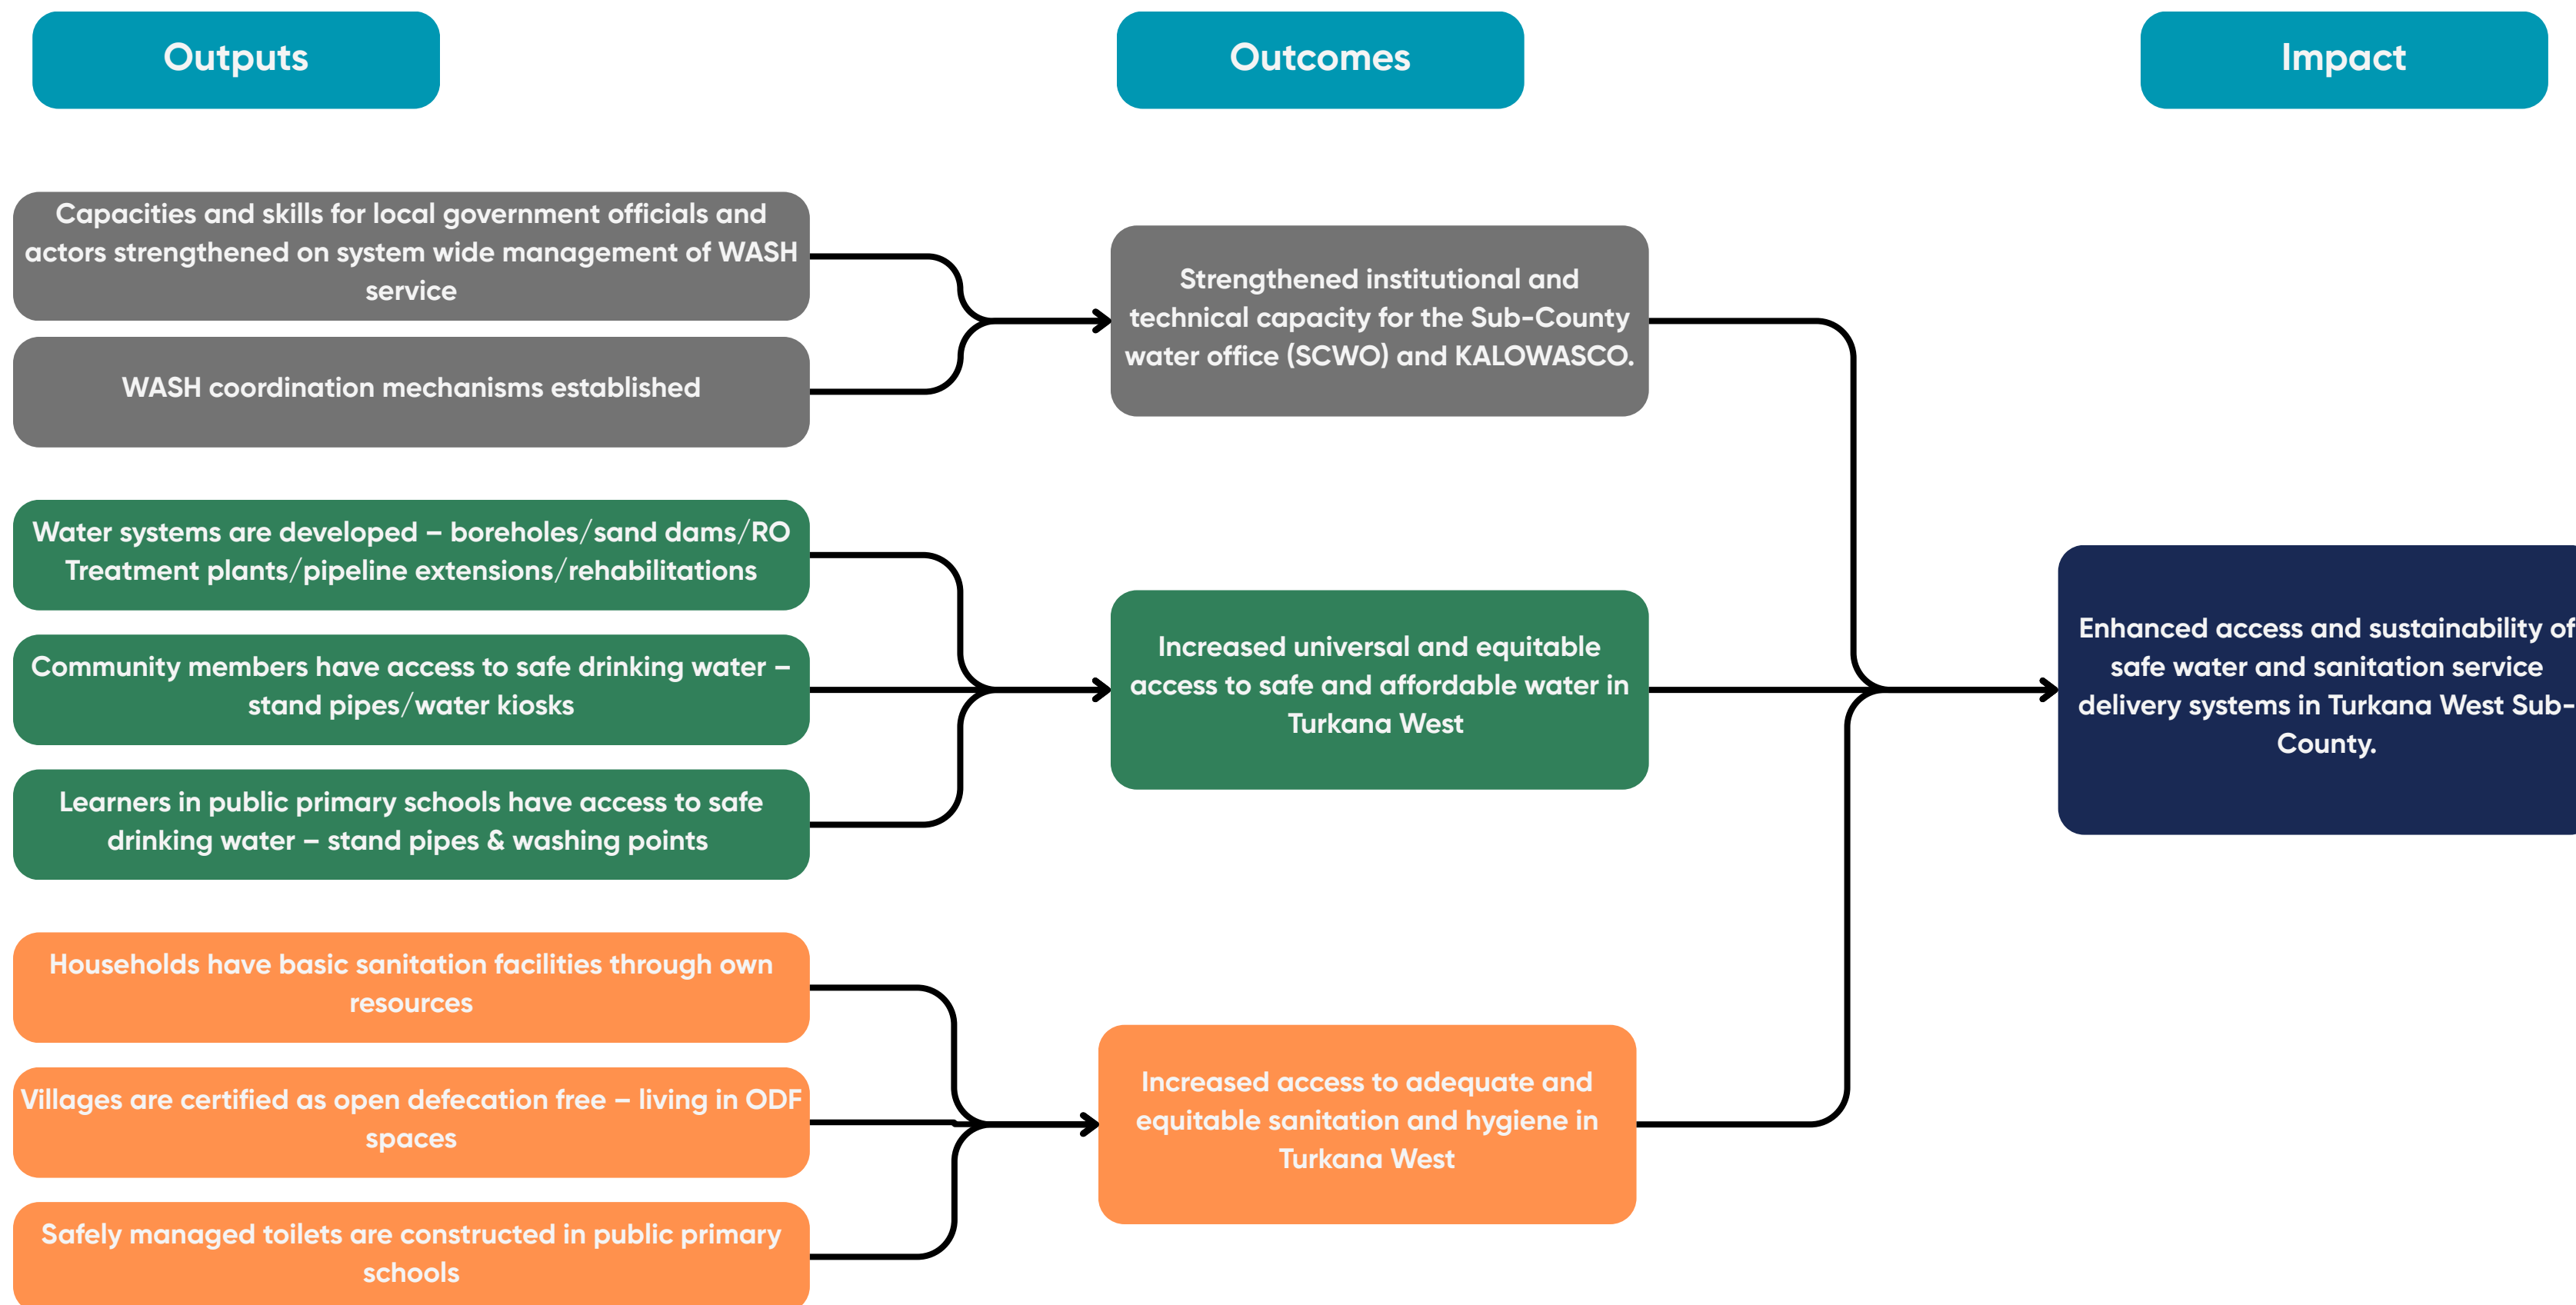 Outputs
Outcomes
Impact
Capacities and skills for local government officials and
actors strengthened on system wide management of WASH
service
WASH coordination mechanisms established
Strengthened institutional and
technical capacity for the Sub-County
water office (SCWO) and KALOWASCO.
Water systems are developed – boreholes/sand dams/RO
Treatment plants/pipeline extensions/rehabilitations
Community members have access to safe drinking water –
stand pipes/water kiosks
Learners in public primary schools have access to safe
drinking water – stand pipes & washing points
Increased universal and equitable
access to safe and affordable water in
Turkana West
Enhanced access and sustainability of
safe water and sanitation service
delivery systems in Turkana West Sub-
County.
Households have basic sanitation facilities through own
resources
Villages are certified as open defecation free – living in ODF
spaces
Safely managed toilets are constructed in public primary
schools
Increased access to adequate and
equitable sanitation and hygiene in
Turkana West